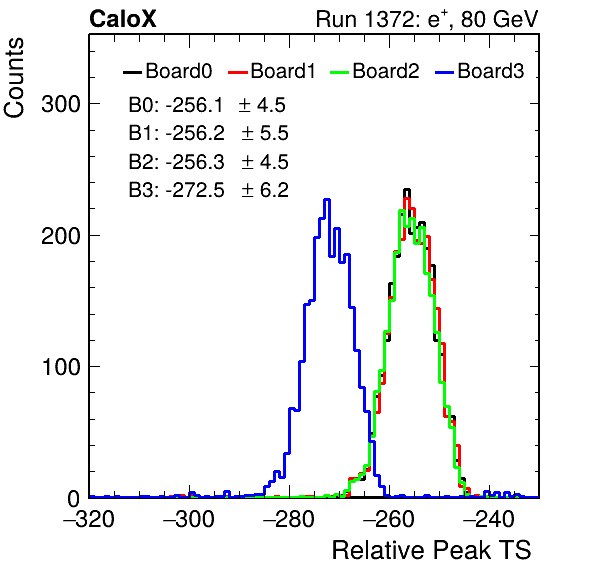 CaloX Run 1372: e+, 80 GeV
Counts
Board0 Board1 Board2 Board3
B0: -256.1 ± 4.5
B1: -256.2 ± 5.5
B2: -256.3 ± 4.5
B3: -272.5 ± 6.2
300
200
100
0
−320 −300 −280 −260 −240
Relative Peak TS